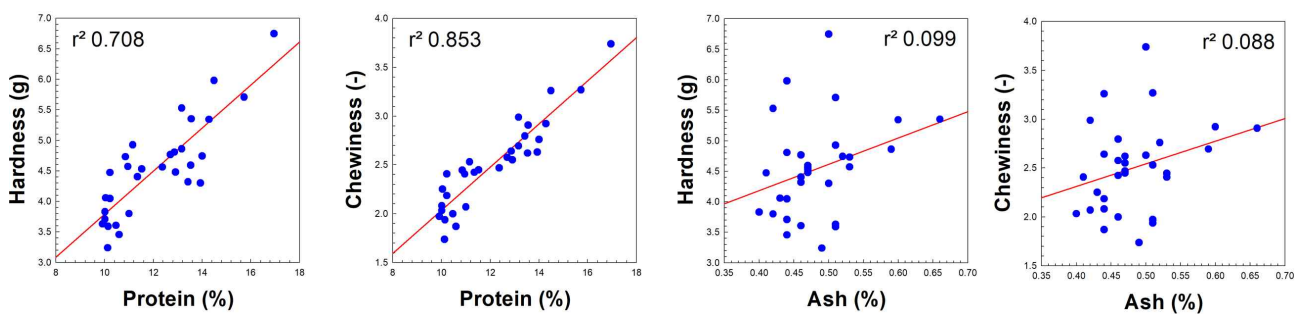 r² 0.708
Hardness (g)
7.0
6.5
6.0
5.5
5.0
4.5
4.0
3.5
3.0
8 10 12 14 16 18
Protein (%)
r² 0.853
Chewiness (-)
4.0
3.5
3.0
2.5
2.0
1.5
8 10 12 14 16 18
Protein (%)
r² 0.099
Hardness (g)
7.0
6.5
6.0
5.5
5.0
4.5
4.0
3.5
3.0
0.35 0.40 0.45 0.50 0.55 0.60 0.65 0.70
Ash (%)
r² 0.088
Chewiness (-)
4.0
3.5
3.0
2.5
2.0
1.5
0.35 0.40 0.45 0.50 0.55 0.60 0.65 0.70
Ash (%)